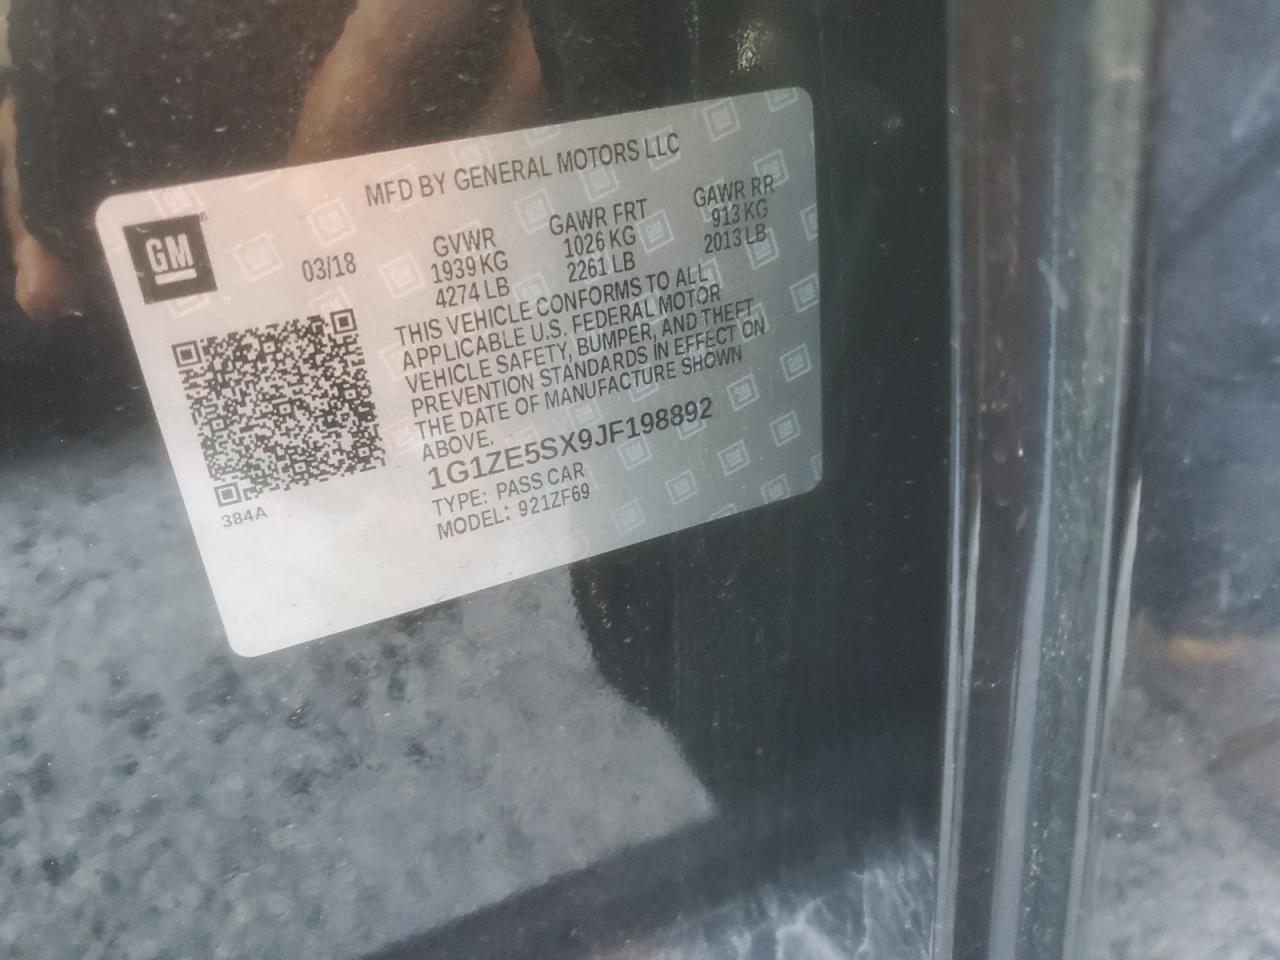 MFD BY GENERAL MOTORS LLC
GM
03/18
GVWR
1939 KG
4274 LB
GAWR FRT
1026 KG
2261 LB
GAWR RR
913 KG
2013 LB
THIS VEHICLE CONFORMS TO ALL
APPLICABLE U.S. FEDERAL MOTOR
VEHICLE SAFETY, BUMPER, AND THEFT
PREVENTION STANDARDS IN EFFECT ON
THE DATE OF MANUFACTURE SHOWN
ABOVE.
1G1ZE5SX9JF198892
TYPE: PASS CAR
MODEL: 921ZF69
384A